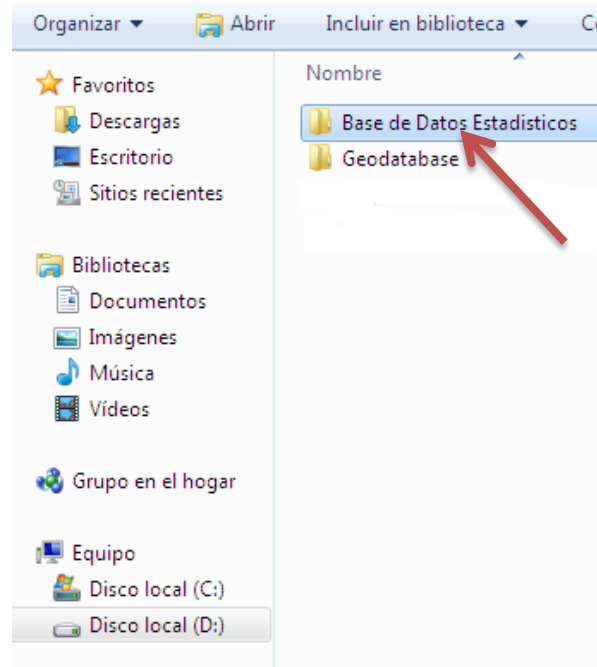 Organizar Abrir Incluir en biblioteca
Favoritos
Descargas
Escritorio
Sitios recientes
Bibliotecas
Documentos
Imágenes
Música
Vídeos
Grupo en el hogar
Equipo
Disco local (C:)
Disco local (D:)
Nombre
Base de Datos Estadisticos
Geodatabase